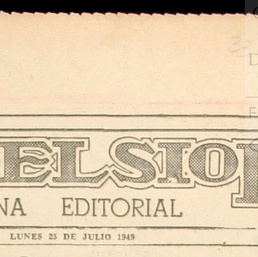 ELSIO
NA EDITORIAL
LUNES 25 DE JULIO 1949